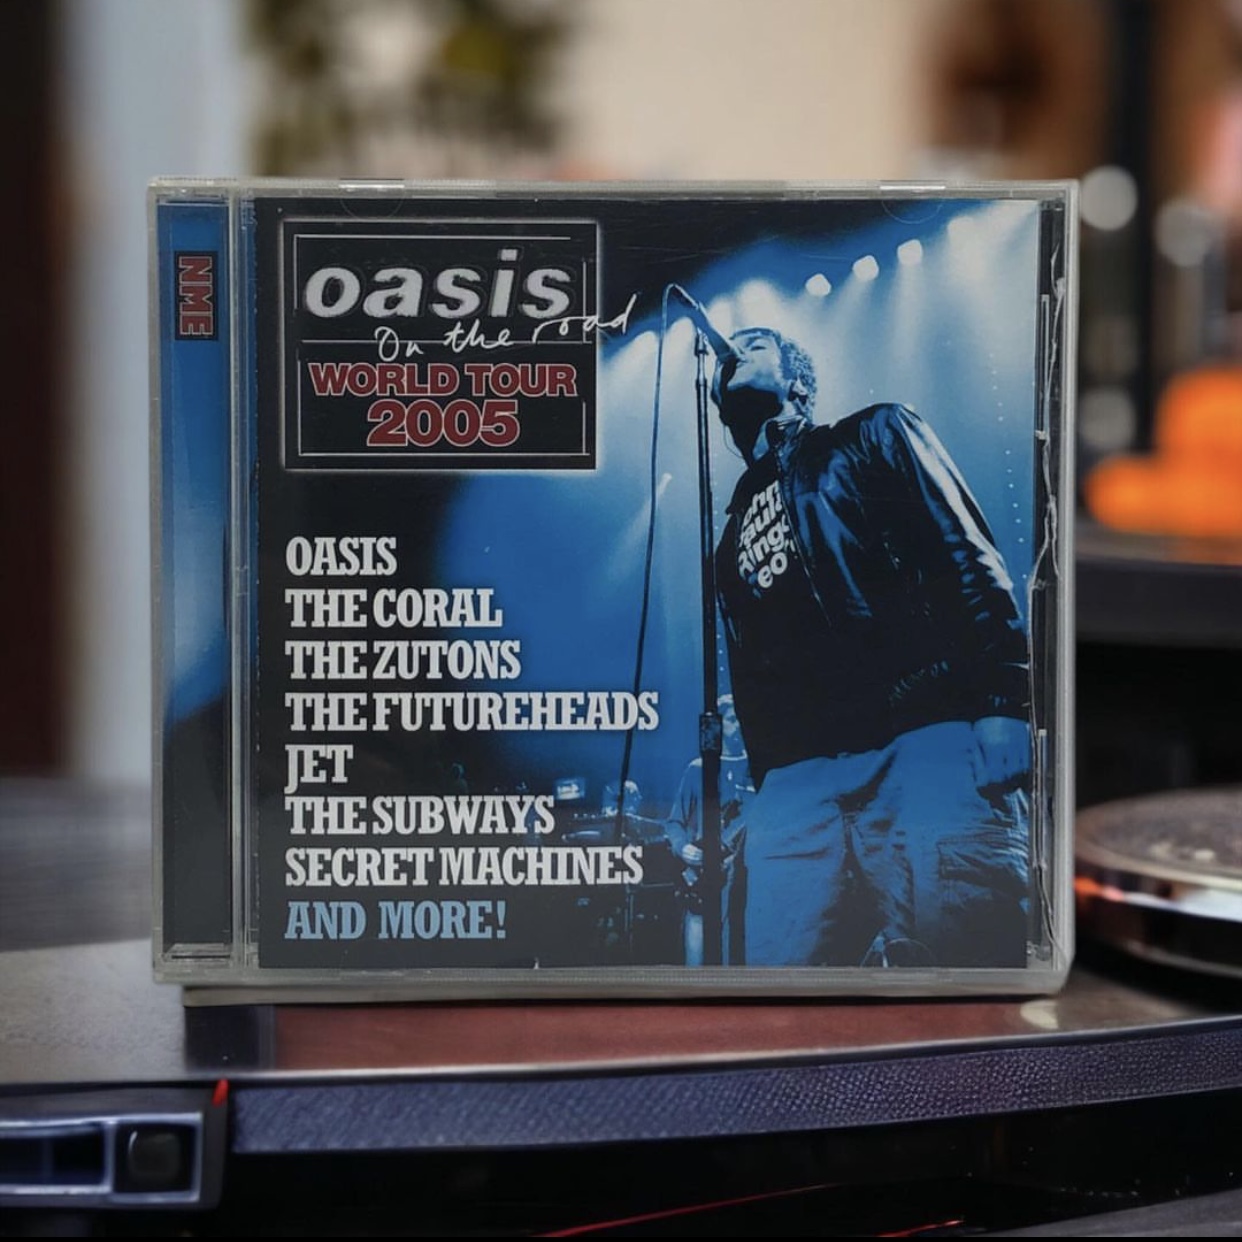 NME
oasis
On the road
WORLD TOUR
2005
OASIS
THE CORAL
THE ZUTONS
THE FUTUREHEADS
JET
THE SUBWAYS
SECRET MACHINES
AND MORE!